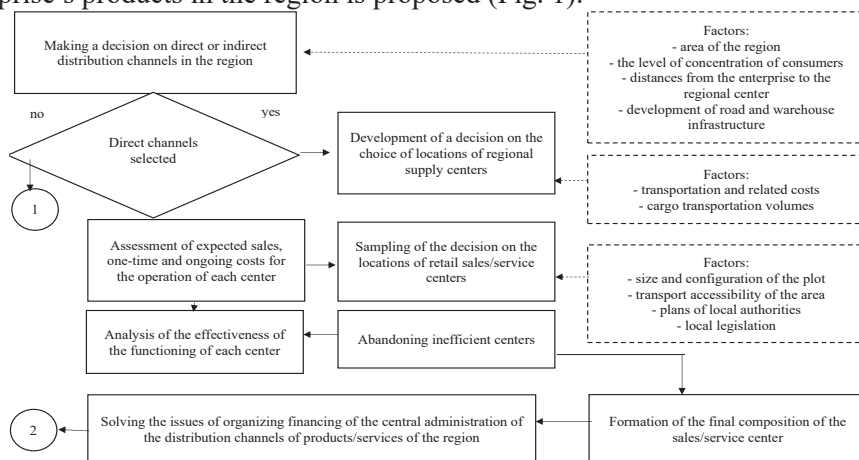 prise's products in the region is proposed (Fig. 1).
Making a decision on direct or indirect
distribution channels in the region
Factors:
- area of the region
- the level of concentration of consumers
- distances from the enterprise to the
regional center
- development of road and warehouse
infrastructure
no
yes
Direct channels
selected
Development of a decision on the
choice of locations of regional
supply centers
Factors:
- transportation and related costs
- cargo transportation volumes
1
Assessment of expected sales,
one-time and ongoing costs for
the operation of each center
Sampling of the decision on the
locations of retail sales/service
centers
Factors:
- size and configuration of the plot
- transport accessibility of the area
- plans of local authorities
- local legislation
Analysis of the effectiveness of
the functioning of each center
Abandoning inefficient centers
2
Solving the issues of organizing financing of the central administration of
the distribution channels of products/services of the region
Formation of the final composition of the
sales/service center